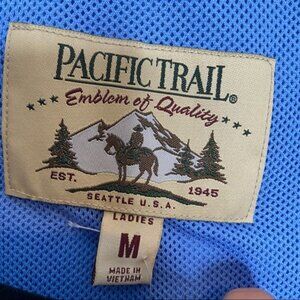 PACIFIC TRAIL®
Emblem of Quality
EST. 1945
SEATTLE U.S.A.
LADIES
M
MADE IN
VIETNAM